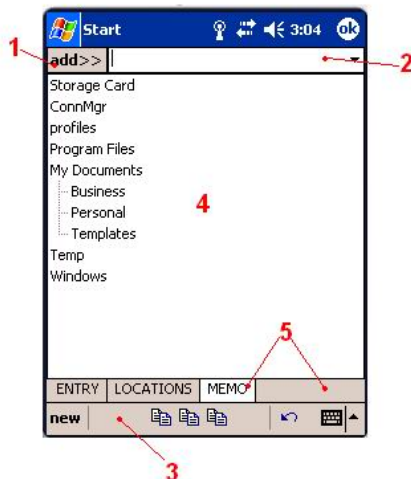 Start 3:04 ok
1 add>> 2
Storage Card
ConnMgr
profiles
Program Files
My Documents
Business
4
Personal
Templates
Temp
Windows
5
ENTRY LOCATIONS MEMO
new
3